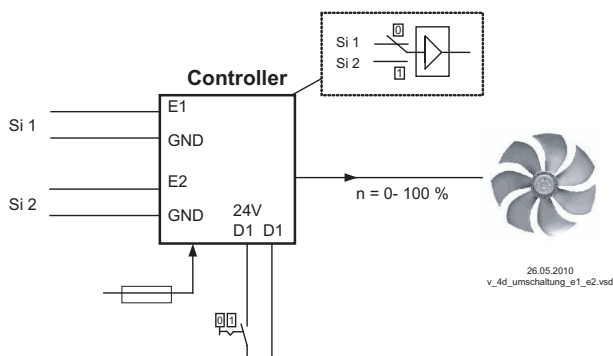 0
Si 1
Si 2
1
Controller
E1
Si 1
GND
E2
Si 2
GND
24V
D1 D1
n = 0- 100 %
0 1
26.05.2010
v_4d_umschaltung_e1_e2.vsd